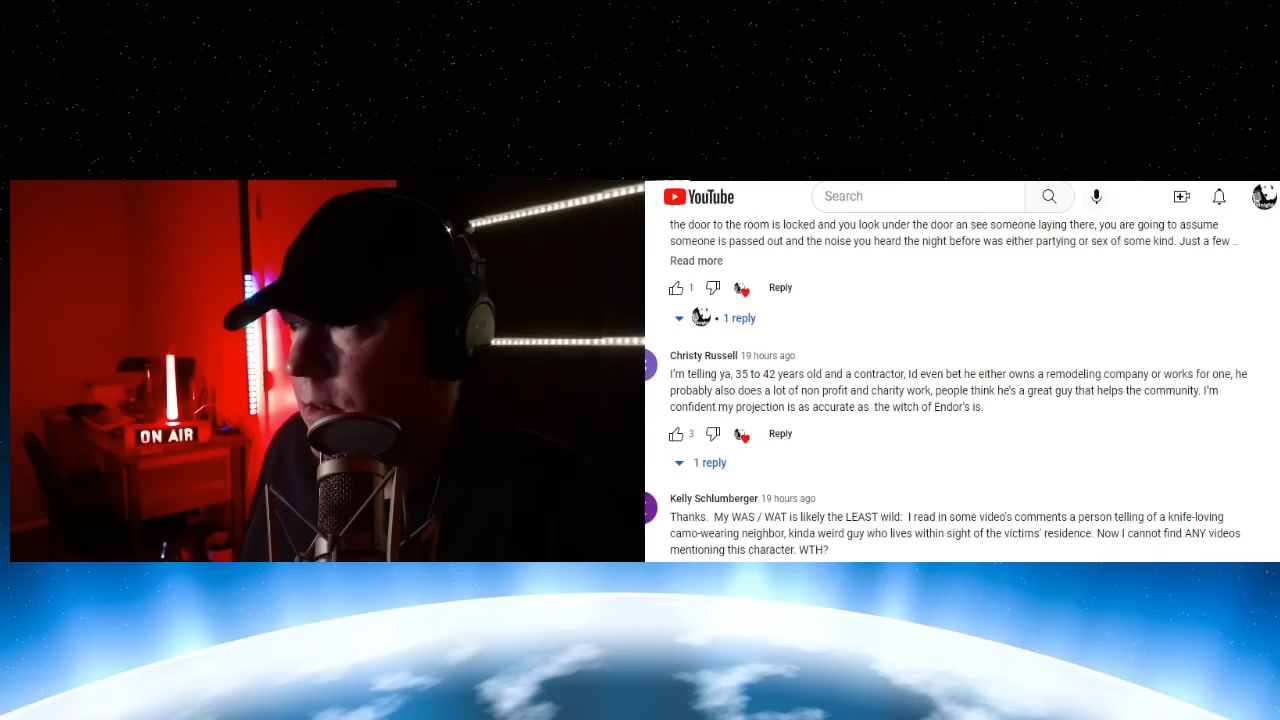 ON AIR
YouTube
Search
the door to the room is locked and you look under the door an see someone laying there, you are going to assume
someone is passed out and the noise you heard the night before was either partying or sex of some kind. Just a few ...
Read more
1
Reply
• 1 reply
Christy Russell 19 hours ago
I'm telling ya, 35 to 42 years old and a contractor, Id even bet he either owns a remodeling company or works for one, he
probably also does a lot of non profit and charity work, people think he's a great guy that helps the community. I'm
confident my projection is as accurate as the witch of Endor's is.
3
Reply
1 reply
Kelly Schlumberger 19 hours ago
Thanks. My WAS / WAT is likely the LEAST wild: I read in some video's comments a person telling of a knife-loving
camo-wearing neighbor, kinda weird guy who lives within sight of the victims' residence. Now I cannot find ANY videos
mentioning this character. WTH?